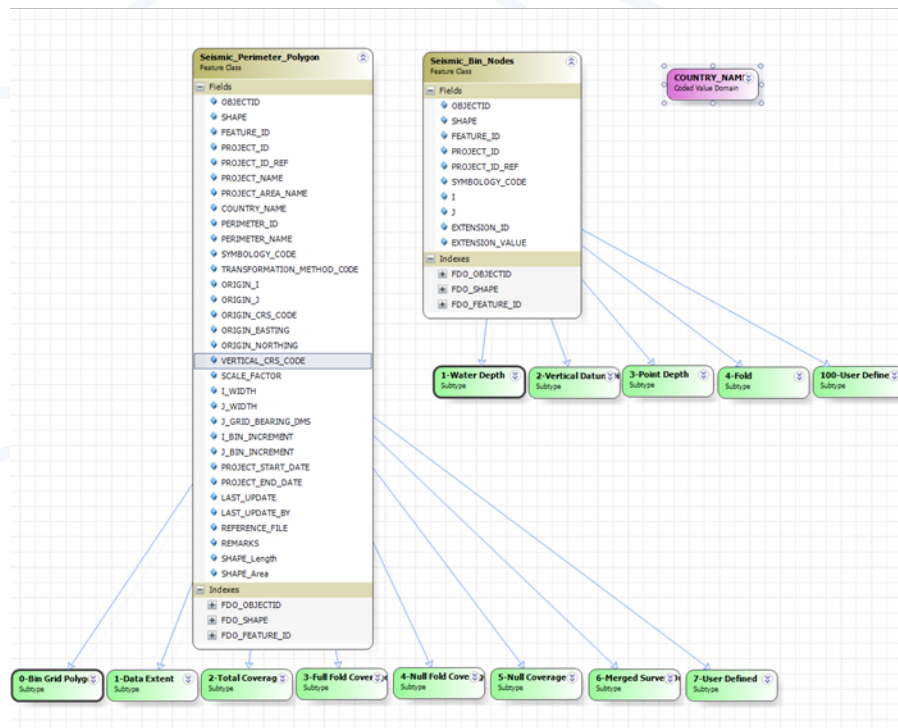 Seismic_Perimeter_Polygon
Feature Class
Fields
OBJECTID
SHAPE
FEATURE_ID
PROJECT_ID
PROJECT_ID_REF
PROJECT_NAME
PROJECT_AREA_NAME
COUNTRY_NAME
PERIMETER_ID
PERIMETER_NAME
SYMBOLOGY_CODE
TRANSFORMATION_METHOD_CODE
ORIGIN_I
ORIGIN_J
ORIGIN_CRS_CODE
ORIGIN_EASTING
ORIGIN_NORTHING
VERTICAL_CRS_CODE
SCALE_FACTOR
I_WIDTH
J_WIDTH
J_GRID_BEARING_DMS
I_BIN_INCREMENT
J_BIN_INCREMENT
PROJECT_START_DATE
PROJECT_END_DATE
LAST_UPDATE
LAST_UPDATE_BY
REFERENCE_FILE
REMARKS
SHAPE_Length
SHAPE_Area
Indexes
FDO_OBJECTID
FDO_SHAPE
FDO_FEATURE_ID
Seismic_Bin_Nodes
Feature Class
Fields
OBJECTID
SHAPE
FEATURE_ID
PROJECT_ID
PROJECT_ID_REF
SYMBOLOGY_CODE
I
J
EXTENSION_ID
EXTENSION_VALUE
Indexes
FDO_OBJECTID
FDO_SHAPE
FDO_FEATURE_ID
COUNTRY_NAME
Coded Value Domain
1-Water Depth
Subtype
2-Vertical Datum
Subtype
3-Point Depth
Subtype
4-Fold
Subtype
100-User Define
Subtype
0-Bin Grid Polyg
Subtype
1-Data Extent
Subtype
2-Total Coverag
Subtype
3-Full Fold Cover
Subtype
4-Null Fold Cove
Subtype
5-Null Coverage
Subtype
6-Merged Surve
Subtype
7-User Defined
Subtype